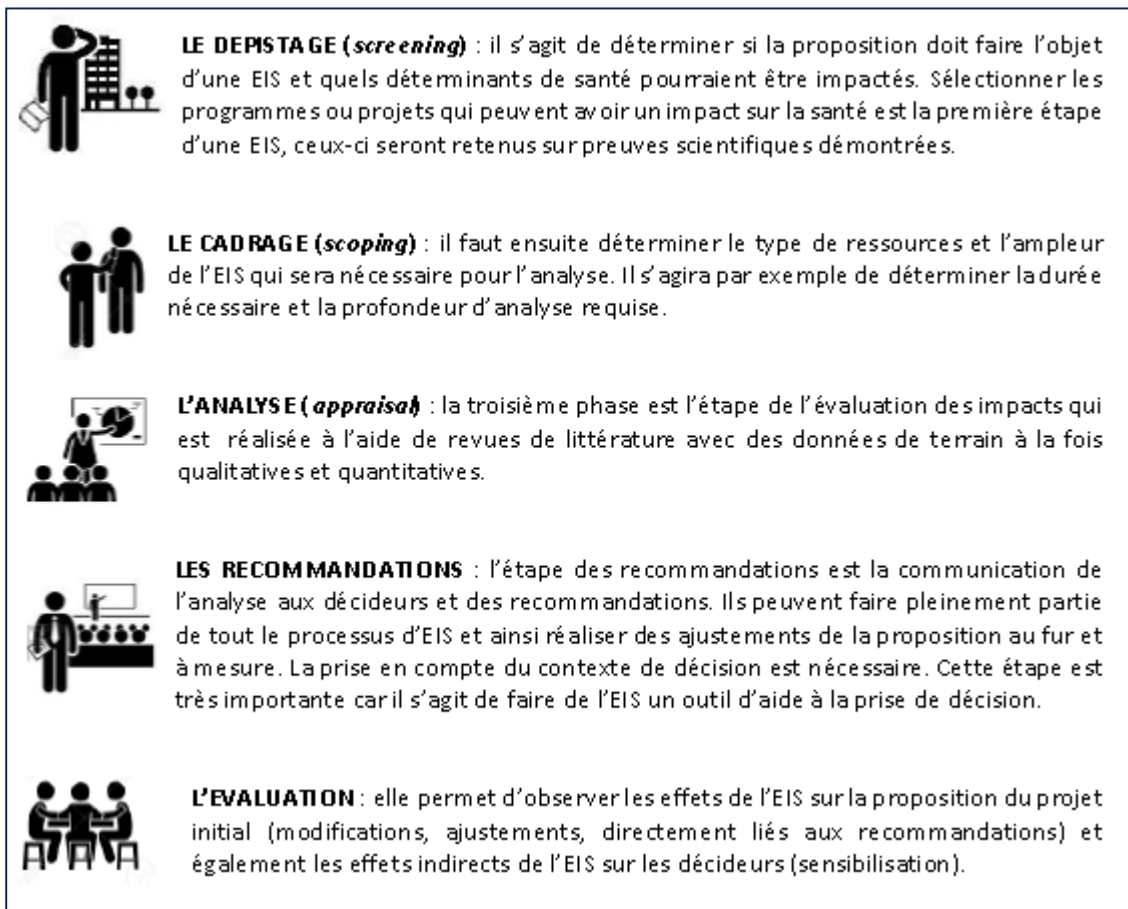 LE DEPISTAGE (screening) : il s'agit de déterminer si la proposition doit faire l'objet
d'une EIS et quels déterminants de santé pourraient être impactés. Sélectionner les
programmes ou projets qui peuvent avoir un impact sur la santé est la première étape
d'une EIS, ceux-ci seront retenus sur preuves scientifiques démontrées.
LE CADRAGE (scoping) : il faut ensuite déterminer le type de ressources et l'ampleur
de l'EIS qui sera nécessaire pour l'analyse. Il s'agira par exemple de déterminer la durée
nécessaire et la profondeur d'analyse requise.
L'ANALYSE (appraisal) : la troisième phase est l'étape de l'évaluation des impacts qui
est réalisée à l'aide de revues de littérature avec des données de terrain à la fois
qualitatives et quantitatives.
LES RECOMMANDATIONS : l'étape des recommandations est la communication de
l'analyse aux décideurs et des recommandations. Ils peuvent faire pleinement partie
de tout le processus d'EIS et ainsi réaliser des ajustements de la proposition au fur et
à mesure. La prise en compte du contexte de décision est nécessaire. Cette étape est
très importante car il s'agit de faire de l'EIS un outil d'aide à la prise de décision.
L'EVALUATION : elle permet d'observer les effets de l'EIS sur la proposition du projet
initial (modifications, ajustements, directement liés aux recommandations) et
également les effets indirects de l'EIS sur les décideurs (sensibilisation).